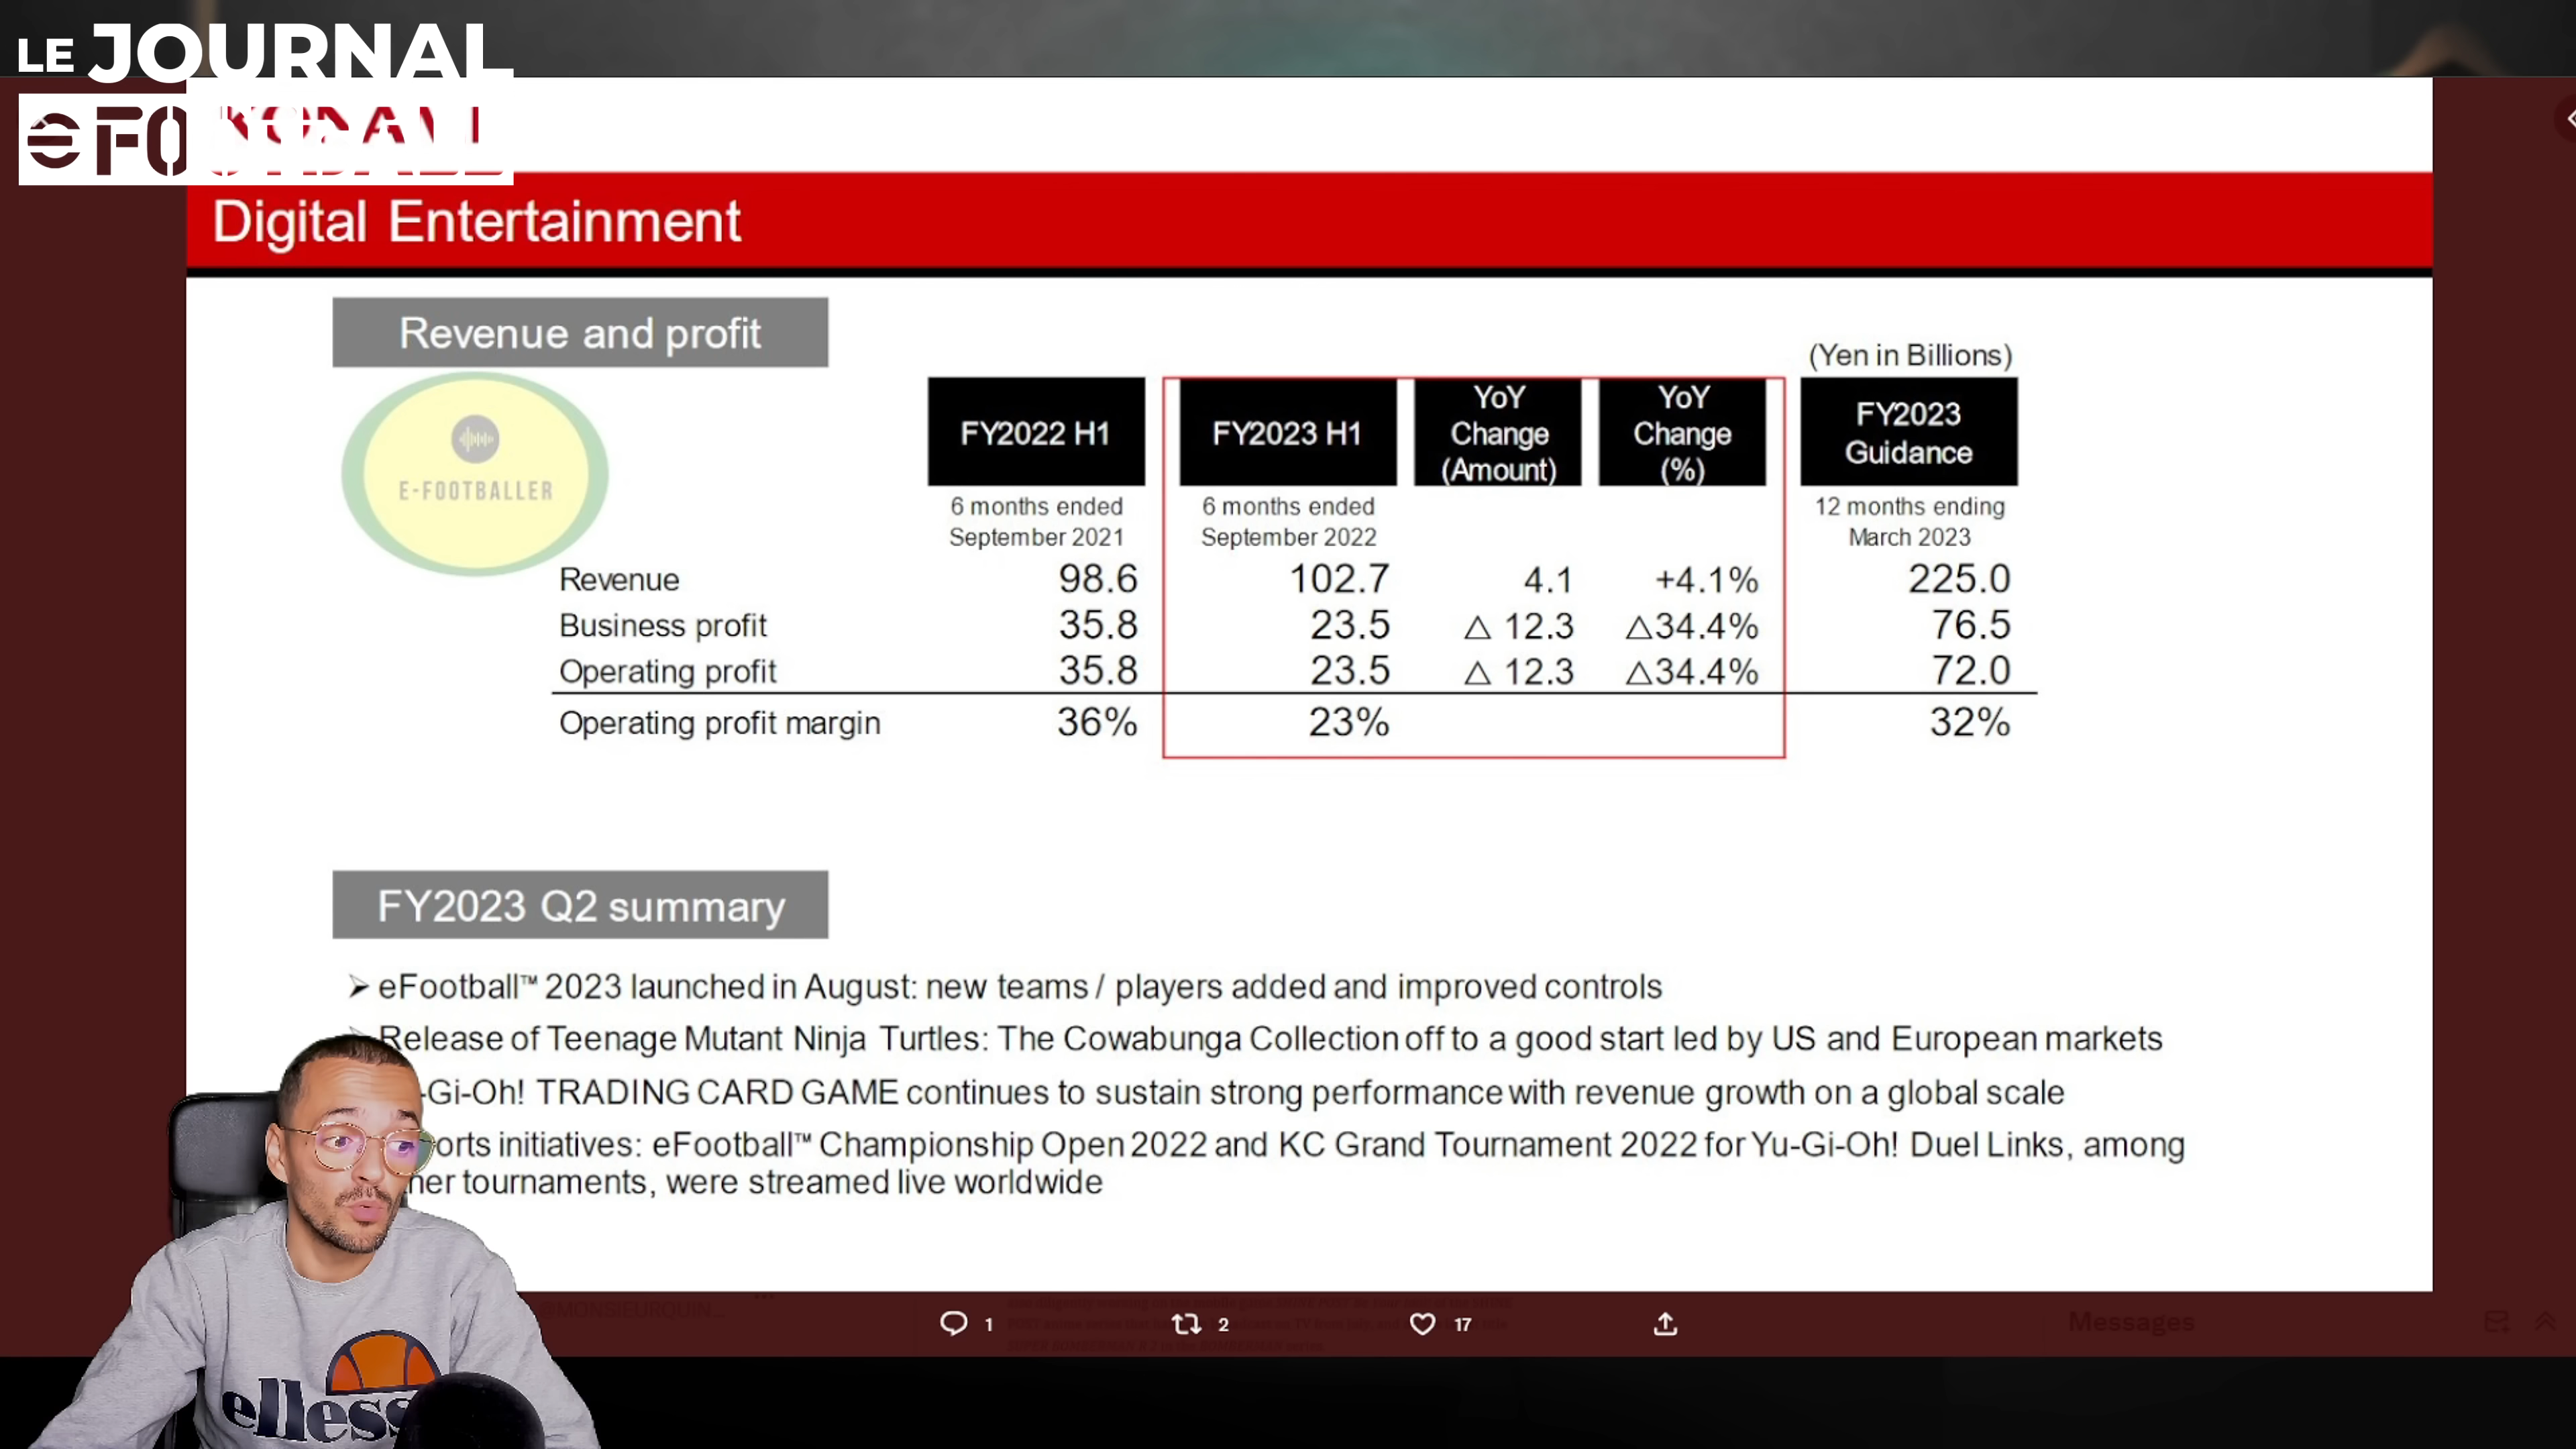 LE JOURNAL
KONAMI
Digital Entertainment
Revenue and profit
(Yen in Billions)
E-FOOTBALLER
FY2022 H1 FY2023 H1 YoY Change (Amount) YoY Change (%) FY2023 Guidance
6 months ended September 2021 6 months ended September 2022 12 months ending March 2023
Revenue 98.6 102.7 4.1 +4.1% 225.0
Business profit 35.8 23.5 △ 12.3 △34.4% 76.5
Operating profit 35.8 23.5 △ 12.3 △34.4% 72.0
Operating profit margin 36% 23% 32%
FY2023 Q2 summary
➢ eFootball™ 2023 launched in August: new teams / players added and improved controls
Release of Teenage Mutant Ninja Turtles: The Cowabunga Collection off to a good start led by US and European markets
-Gi-Oh! TRADING CARD GAME continues to sustain strong performance with revenue growth on a global scale
orts initiatives: eFootball™ Championship Open 2022 and KC Grand Tournament 2022 for Yu-Gi-Oh! Duel Links, among
her tournaments, were streamed live worldwide
@MONSIEURQUIN...
1 2 17
Messages
elless